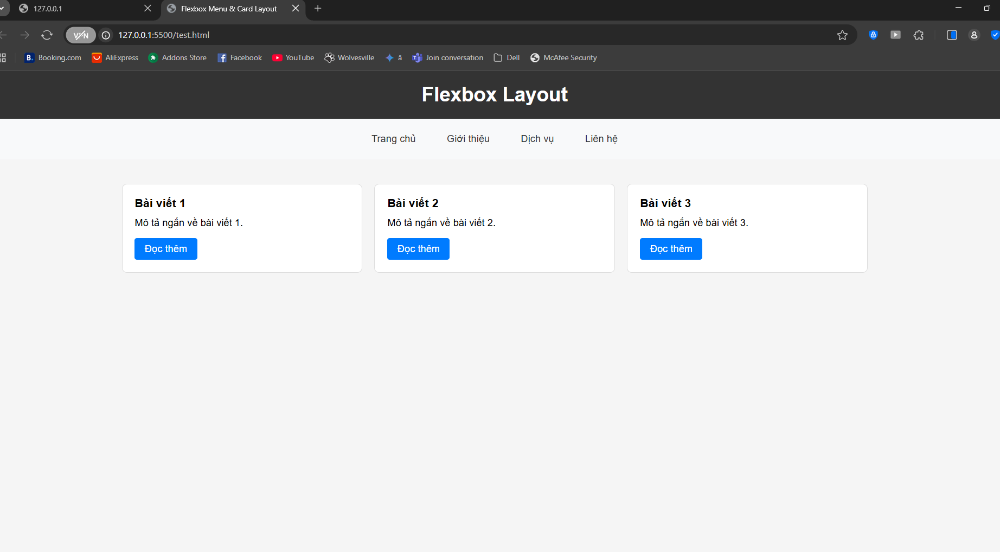 127.0.0.1
Flexbox Menu & Card Layout
VPN
127.0.0.1:5500/test.html
Booking.com AliExpress Addons Store Facebook YouTube Wolvesville â Join conversation Dell McAfee Security
Flexbox Layout
Trang chủ Giới thiệu Dịch vụ Liên hệ
Bài viết 1
Mô tả ngắn về bài viết 1.
Đọc thêm
Bài viết 2
Mô tả ngắn về bài viết 2.
Đọc thêm
Bài viết 3
Mô tả ngắn về bài viết 3.
Đọc thêm